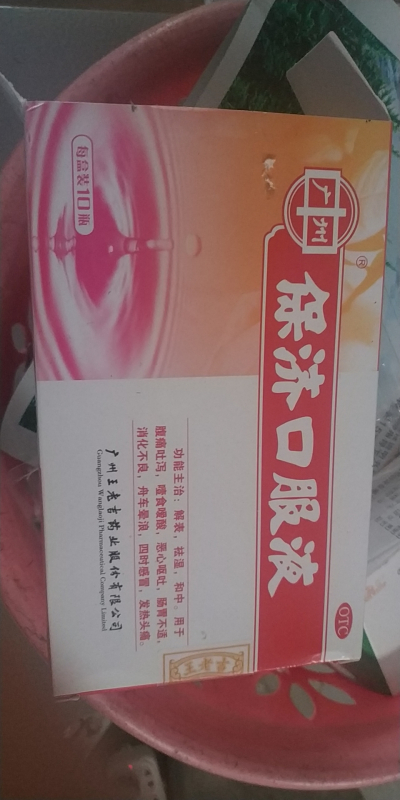 广州
®
保济口服液
OTC
每盒装10瓶
功能主治：解表，祛湿，和中。用于
腹痛吐泻，噎食嗳酸，恶心呕吐，肠胃不适，
消化不良，舟车晕浪，四时感冒，发热头痛。
广州王老吉药业股份有限公司
Guangzhou Wanglaoji Pharmaceutical Company Limited
王老吉